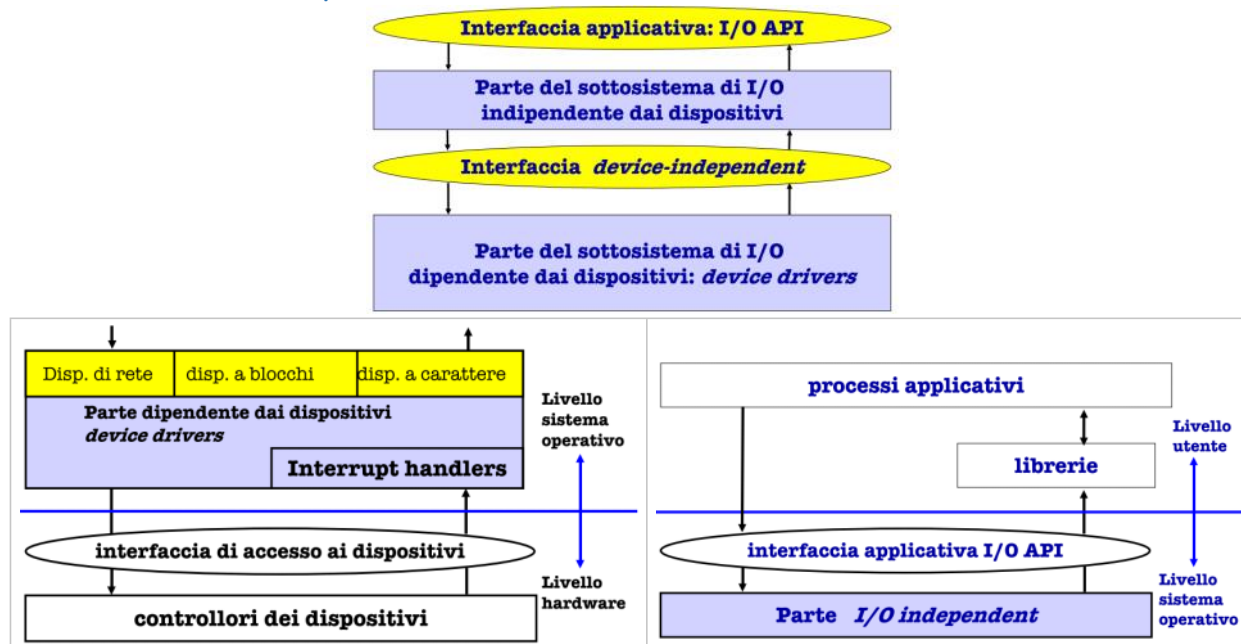 Interfaccia applicativa: I/O API
Parte del sottosistema di I/O
indipendente dai dispositivi
Interfaccia device-independent
Parte del sottosistema di I/O
dipendente dai dispositivi: device drivers
Disp. di rete
disp. a blocchi
disp. a carattere
Parte dipendente dai dispositivi
device drivers
Interrupt handlers
Livello
sistema
operativo
interfaccia di accesso ai dispositivi
Livello
hardware
controllori dei dispositivi
processi applicativi
Livello
utente
librerie
interfaccia applicativa I/O API
Livello
sistema
operativo
Parte I/O independent